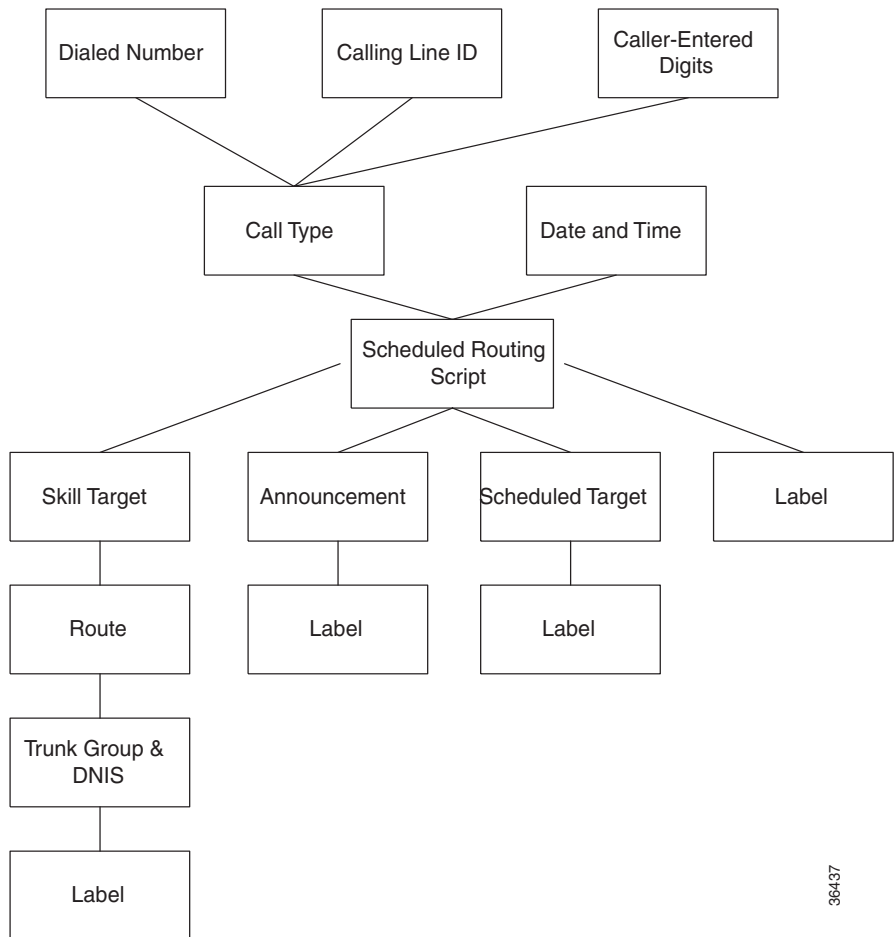 Dialed Number
Calling Line ID
Caller-Entered
Digits
Call Type
Date and Time
Scheduled Routing
Script
Skill Target
Announcement
Scheduled Target
Label
Route
Label
Label
Trunk Group &
DNIS
Label
36437